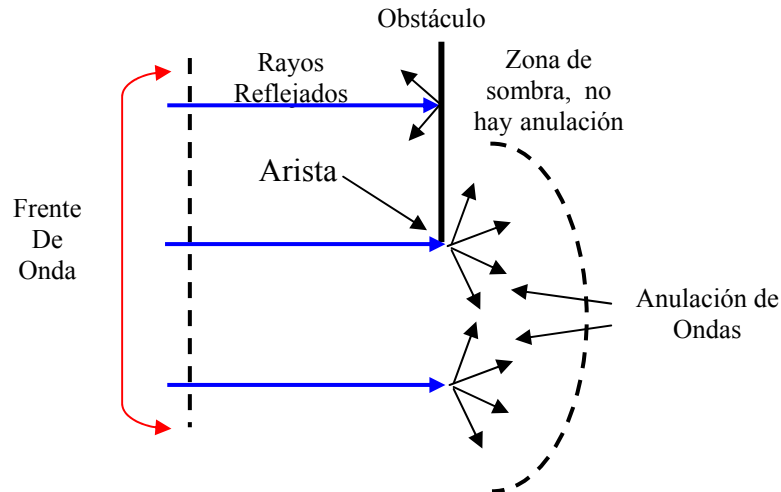 Obstáculo
Rayos
Reflejados
Zona de
sombra, no
hay anulación
Arista
Frente
De
Onda
Anulación de
Ondas